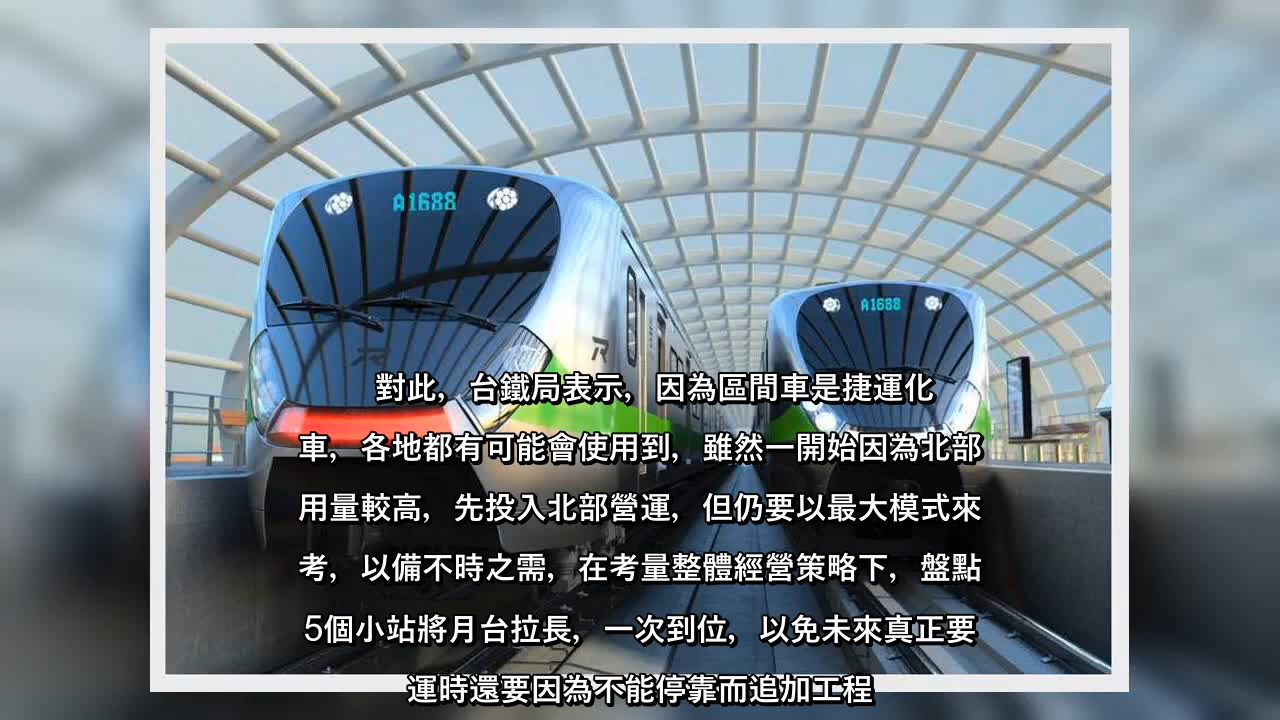 A1688
A1688
對此，台鐵局表示，因為區間車是捷運化
車，各地都有可能會使用到，雖然一開始因為北部
用量較高，先投入北部營運，但仍要以最大模式來
考，以備不時之需，在考量整體經營策略下，盤點
5個小站將月台拉長，一次到位，以免未來真正要
運時還要因為不能停靠而追加工程